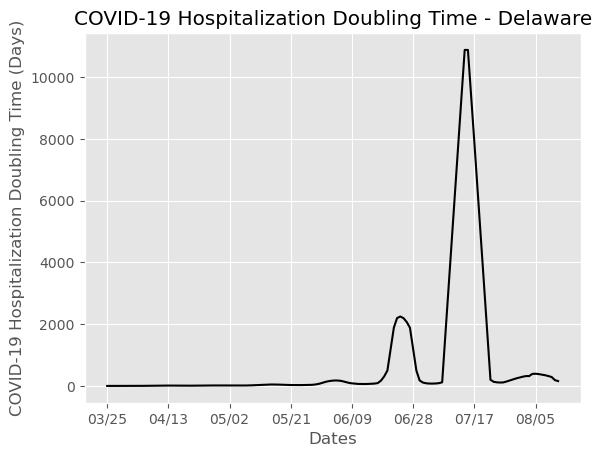 COVID-19 Hospitalization Doubling Time - Delaware
COVID-19 Hospitalization Doubling Time (Days)
10000
8000
6000
4000
2000
0
03/25 04/13 05/02 05/21 06/09 06/28 07/17 08/05
Dates